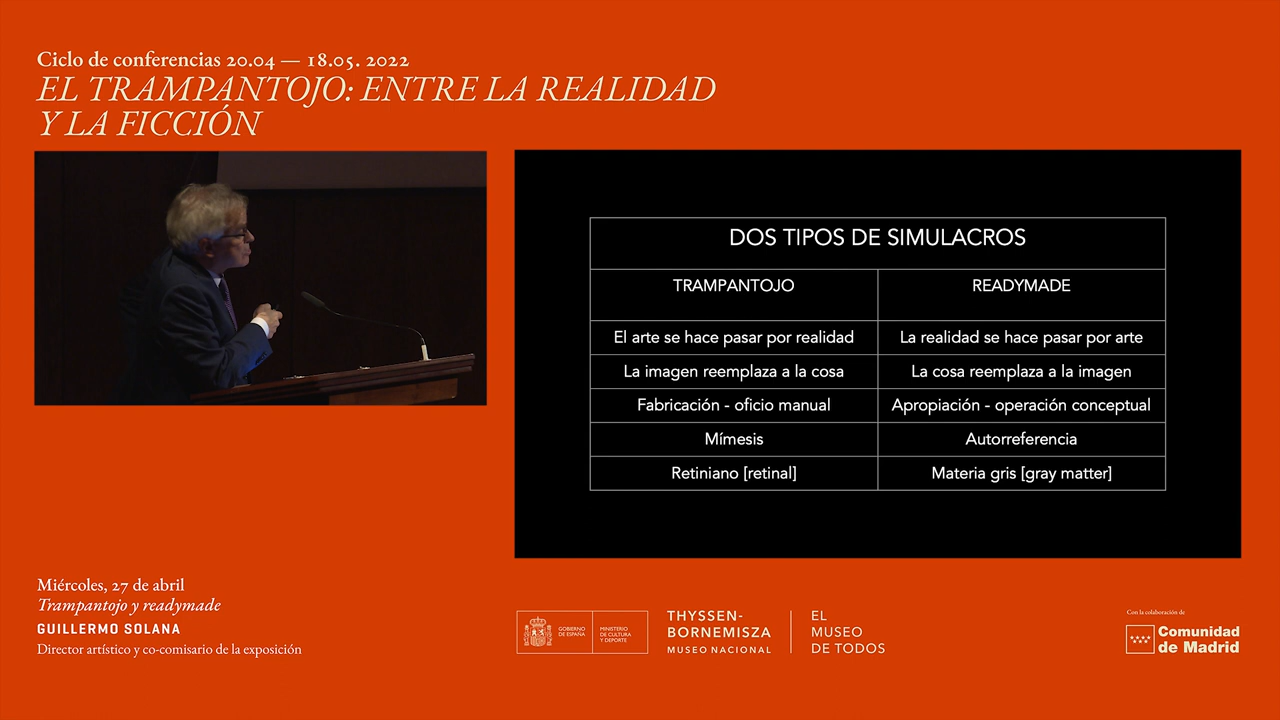 Ciclo de conferencias 20.04 — 18.05. 2022
EL TRAMPANTOJO: ENTRE LA REALIDAD
Y LA FICCIÓN
DOS TIPOS DE SIMULACROS
TRAMPANTOJO
READYMADE
El arte se hace pasar por realidad
La realidad se hace pasar por arte
La imagen reemplaza a la cosa
La cosa reemplaza a la imagen
Fabricación - oficio manual
Apropiación - operación conceptual
Mímesis
Autorreferencia
Retiniano [retinal]
Materia gris [gray matter]
Miércoles, 27 de abril
Trampantojo y readymade
GUILLERMO SOLANA
Director artístico y co-comisario de la exposición
GOBIERNO
DE ESPAÑA
MINISTERIO
DE CULTURA
Y DEPORTE
THYSSEN-
BORNEMISZA
MUSEO NACIONAL
EL
MUSEO
DE TODOS
Con la colaboración de
Comunidad
de Madrid